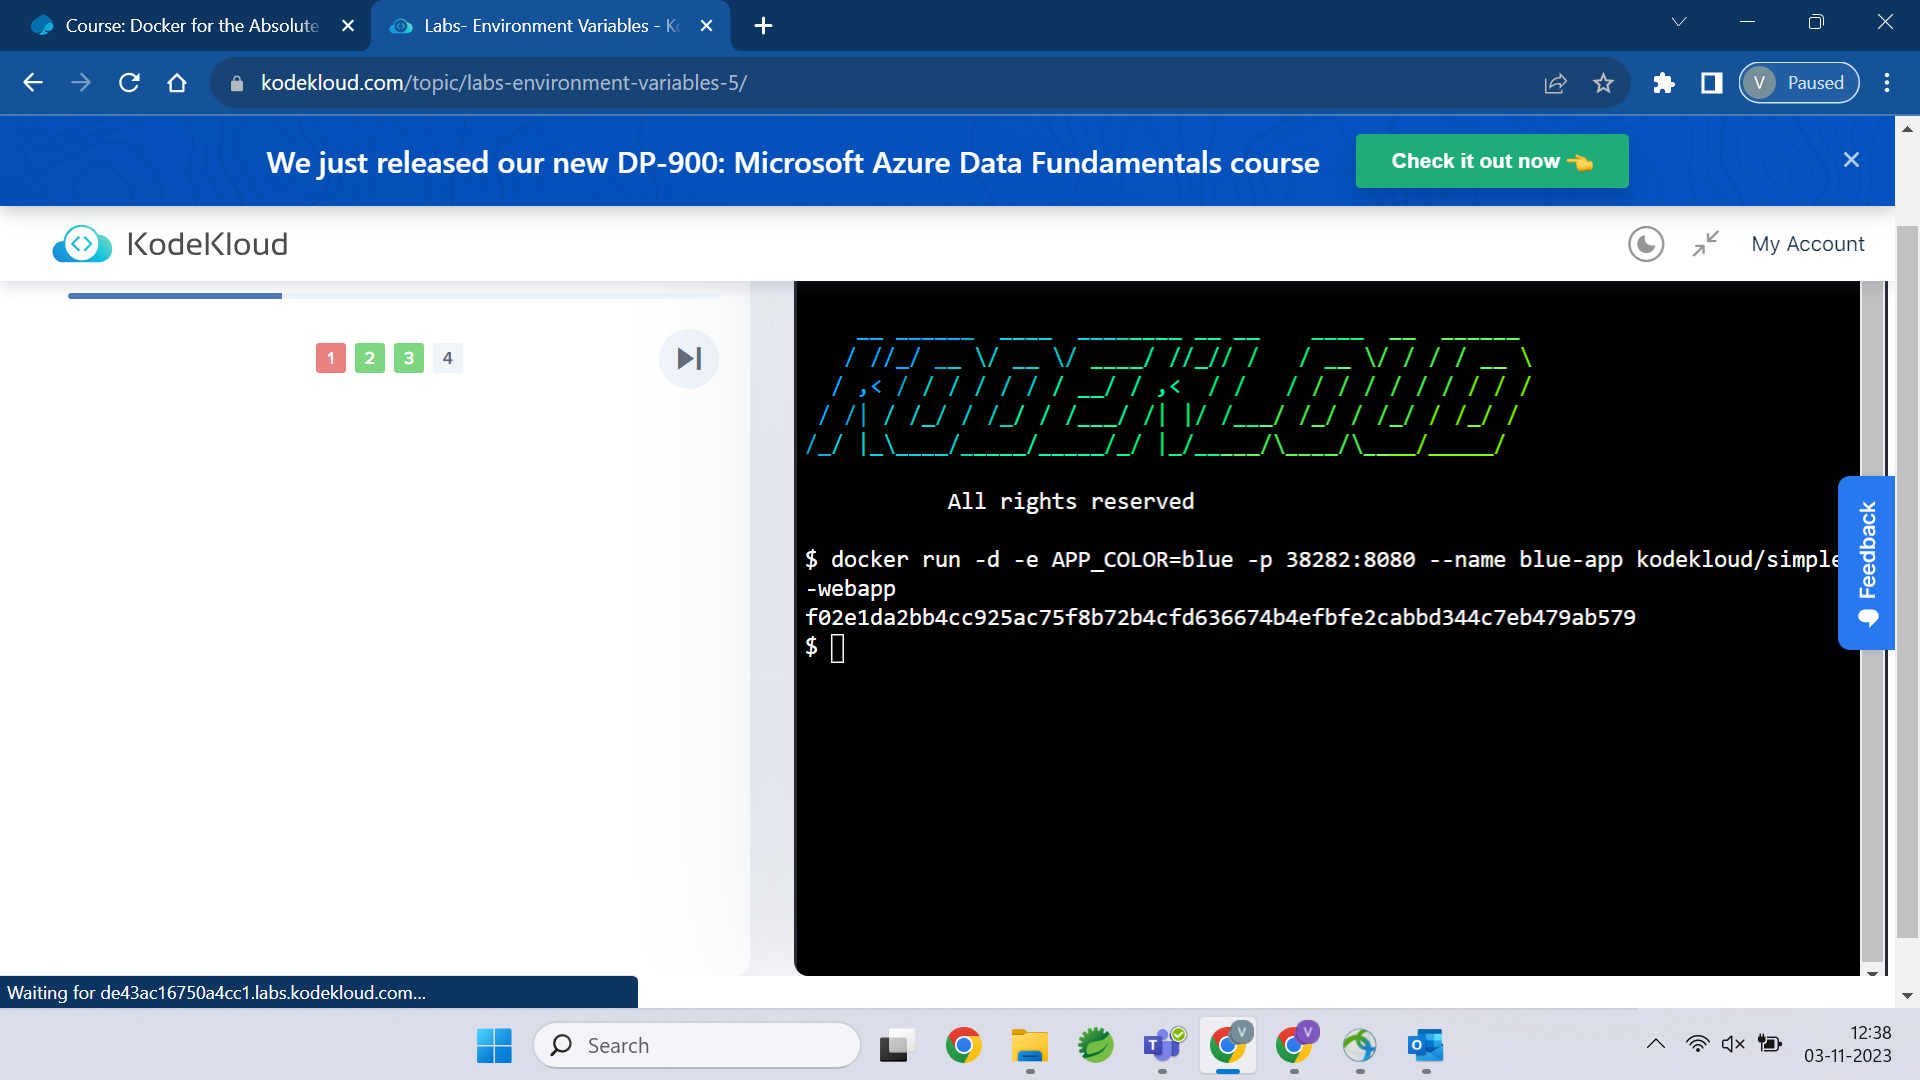 Course: Docker for the Absolute
Labs- Environment Variables - Ko
kodekloud.com/topic/labs-environment-variables-5/
V Paused
We just released our new DP-900: Microsoft Azure Data Fundamentals course
Check it out now
KodeKloud
My Account
1 2 3 4
KODEKLOUD
All rights reserved
$ docker run -d -e APP_COLOR=blue -p 38282:8080 --name blue-app kodekloud/simple
-webapp
f02e1da2bb4cc925ac75f8b72b4cfd636674b4efbfe2cabbd344c7eb479ab579
$
Feedback
Waiting for de43ac16750a4cc1.labs.kodekloud.com...
Search
12:38
03-11-2023